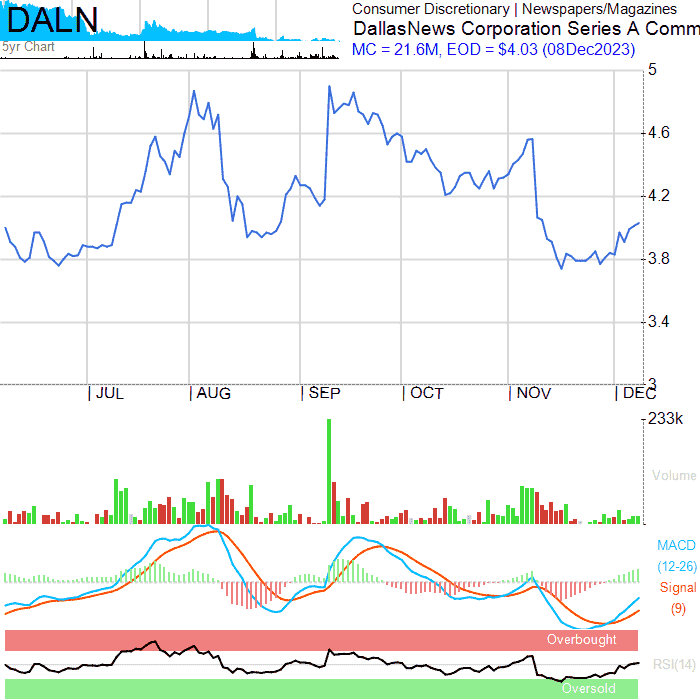 DALN
5yr Chart
Consumer Discretionary | Newspapers/Magazines
DallasNews Corporation Series A Comm
MC = 21.6M, EOD = $4.03 (08Dec2023)
5
4.6
4.2
3.8
3.4
3
JUL AUG SEP OCT NOV DEC
233k
Volume
MACD
(12-26)
Signal
(9)
Overbought
RSI(14)
Oversold